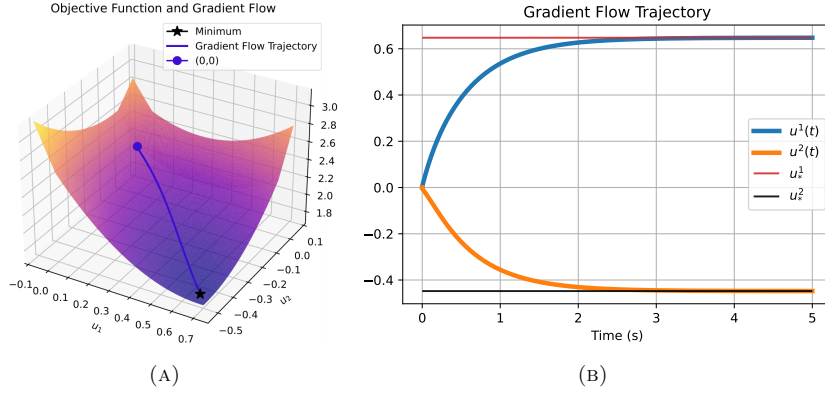 Objective Function and Gradient Flow
Minimum
Gradient Flow Trajectory
(0,0)
3.0
2.8
2.6
2.4
2.2
2.0
1.8
0.1
0.0
−0.1
−0.2
−0.3
−0.4
−0.5
u₂
−0.1
0.0
0.1
0.2
0.3
0.4
0.5
0.6
0.7
u₁
(A)
Gradient Flow Trajectory
0.6
0.4
0.2
0.0
−0.2
−0.4
u¹(t)
u²(t)
u¹∗
u²∗
0 1 2 3 4 5
Time (s)
(B)